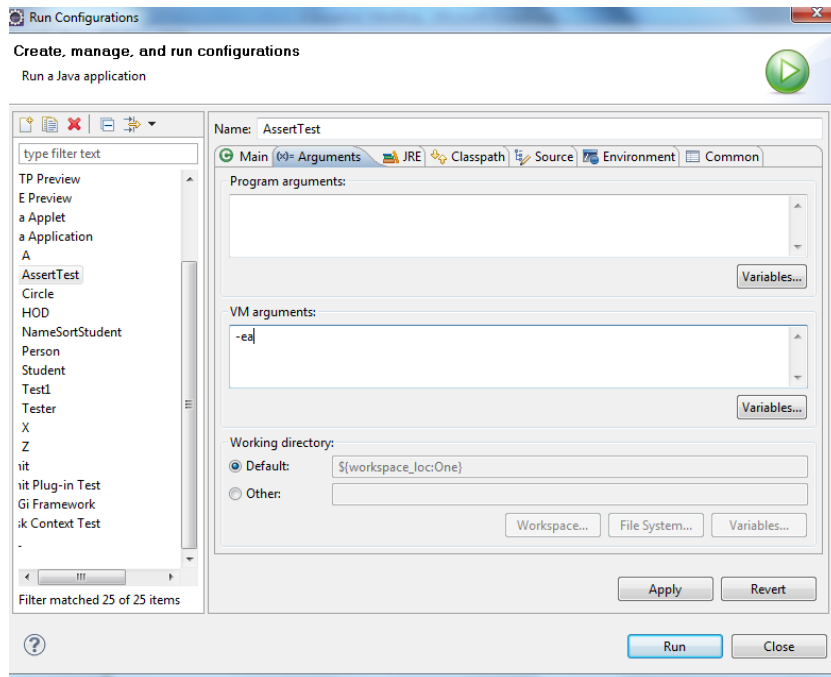 Run Configurations
Create, manage, and run configurations
Run a Java application
type filter text
TP Preview
E Preview
a Applet
a Application
A
AssertTest
Circle
HOD
NameSortStudent
Person
Student
Test1
Tester
X
Z
nit
nit Plug-in Test
Gi Framework
sk Context Test
Filter matched 25 of 25 items
Name: AssertTest
Main (x)= Arguments JRE Classpath Source Environment Common
Program arguments:
Variables...
VM arguments:
-ea
Variables...
Working directory:
Default: ${workspace_loc:One}
Other:
Workspace... File System... Variables...
Apply Revert
? Run Close